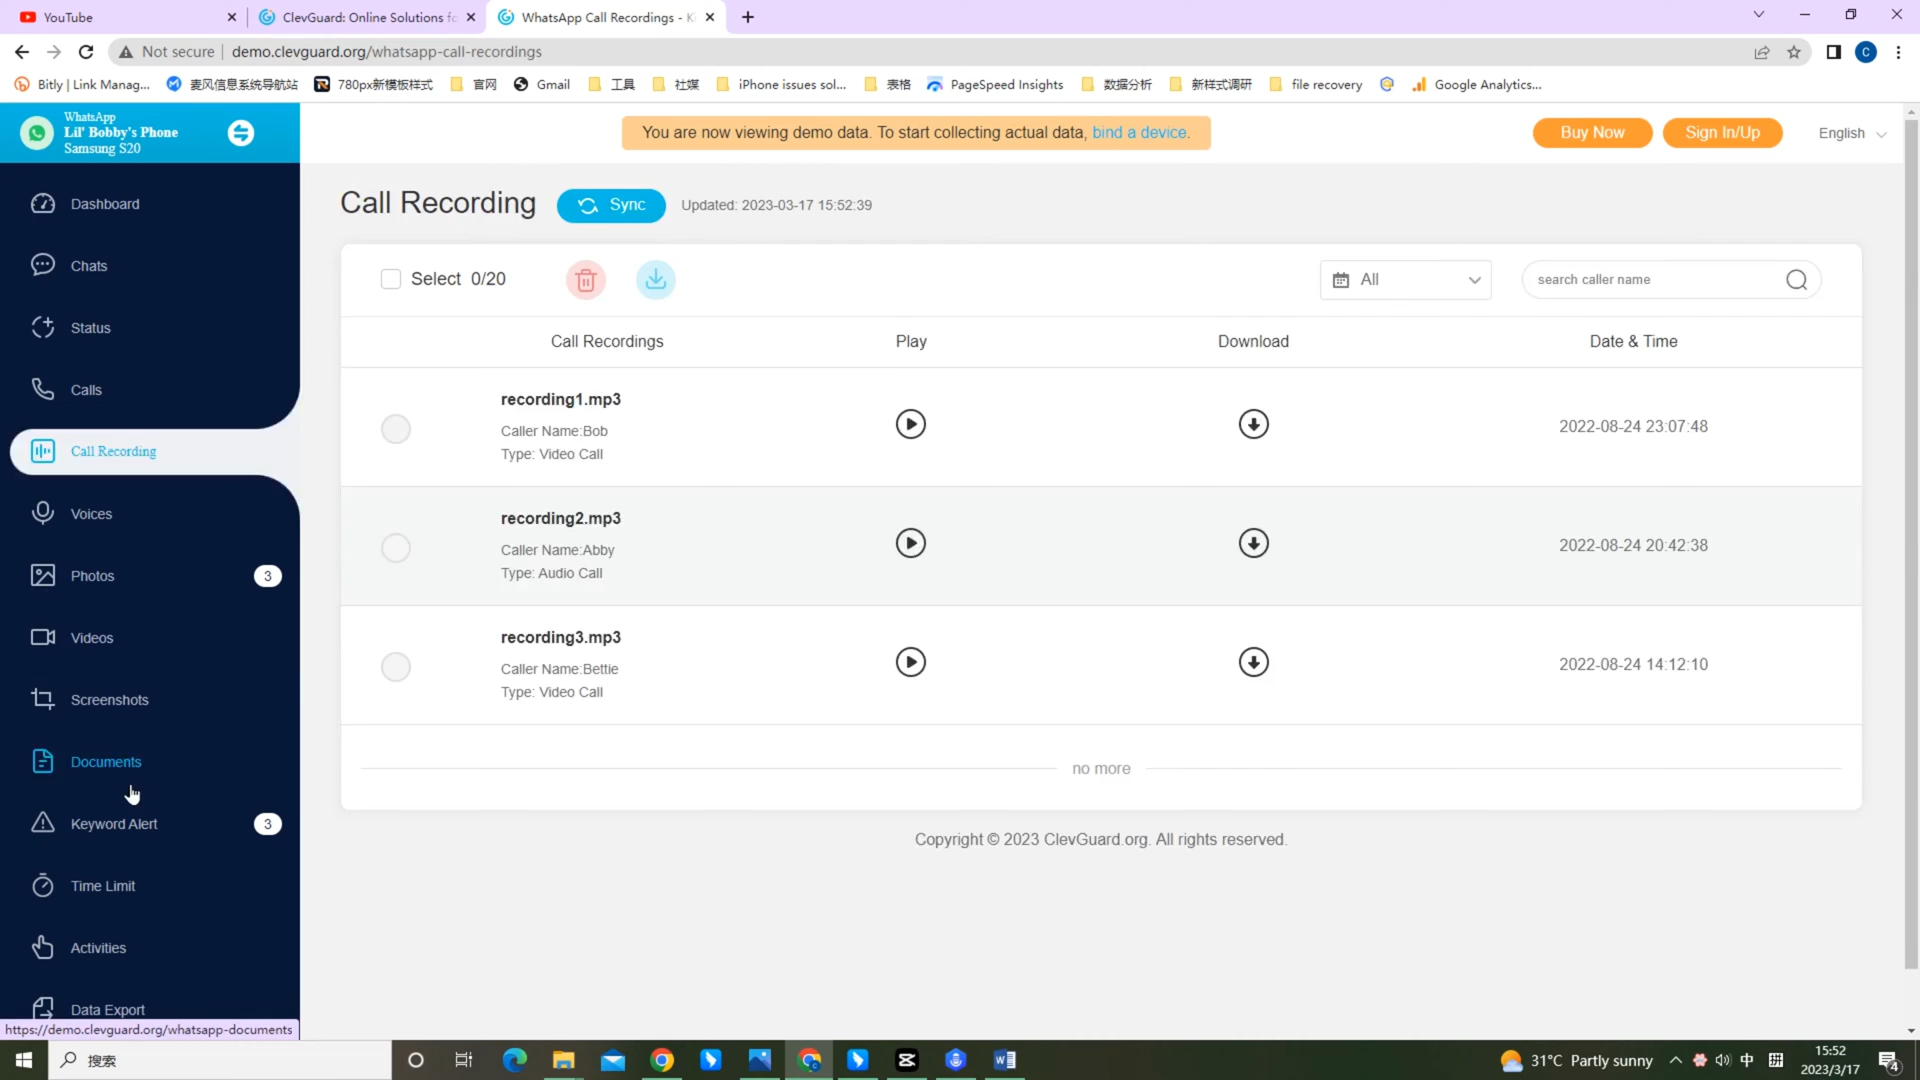 YouTube
ClevGuard: Online Solutions fo
WhatsApp Call Recordings - Ki
Not secure
demo.clevguard.org/whatsapp-call-recordings
Bitly | Link Manag...
麦风信息系统导航站
780px新模板样式
官网
Gmail
工具
社媒
iPhone issues sol...
表格
PageSpeed Insights
数据分析
新样式调研
file recovery
Google Analytics...
WhatsApp
Lil' Bobby's Phone
Samsung S20
You are now viewing demo data. To start collecting actual data, bind a device.
Buy Now
Sign In/Up
English
Dashboard
Chats
Status
Calls
Call Recording
Voices
Photos 3
Videos
Screenshots
Documents
Keyword Alert 3
Time Limit
Activities
Data Export
https://demo.clevguard.org/whatsapp-documents
Call Recording
Sync
Updated: 2023-03-17 15:52:39
Select 0/20
All
search caller name
Call Recordings Play Download Date & Time
recording1.mp3
Caller Name:Bob
Type: Video Call
2022-08-24 23:07:48
recording2.mp3
Caller Name:Abby
Type: Audio Call
2022-08-24 20:42:38
recording3.mp3
Caller Name:Bettie
Type: Video Call
2022-08-24 14:12:10
no more
Copyright © 2023 ClevGuard.org. All rights reserved.
搜索
31°C Partly sunny
中
拼
15:52
2023/3/17
4